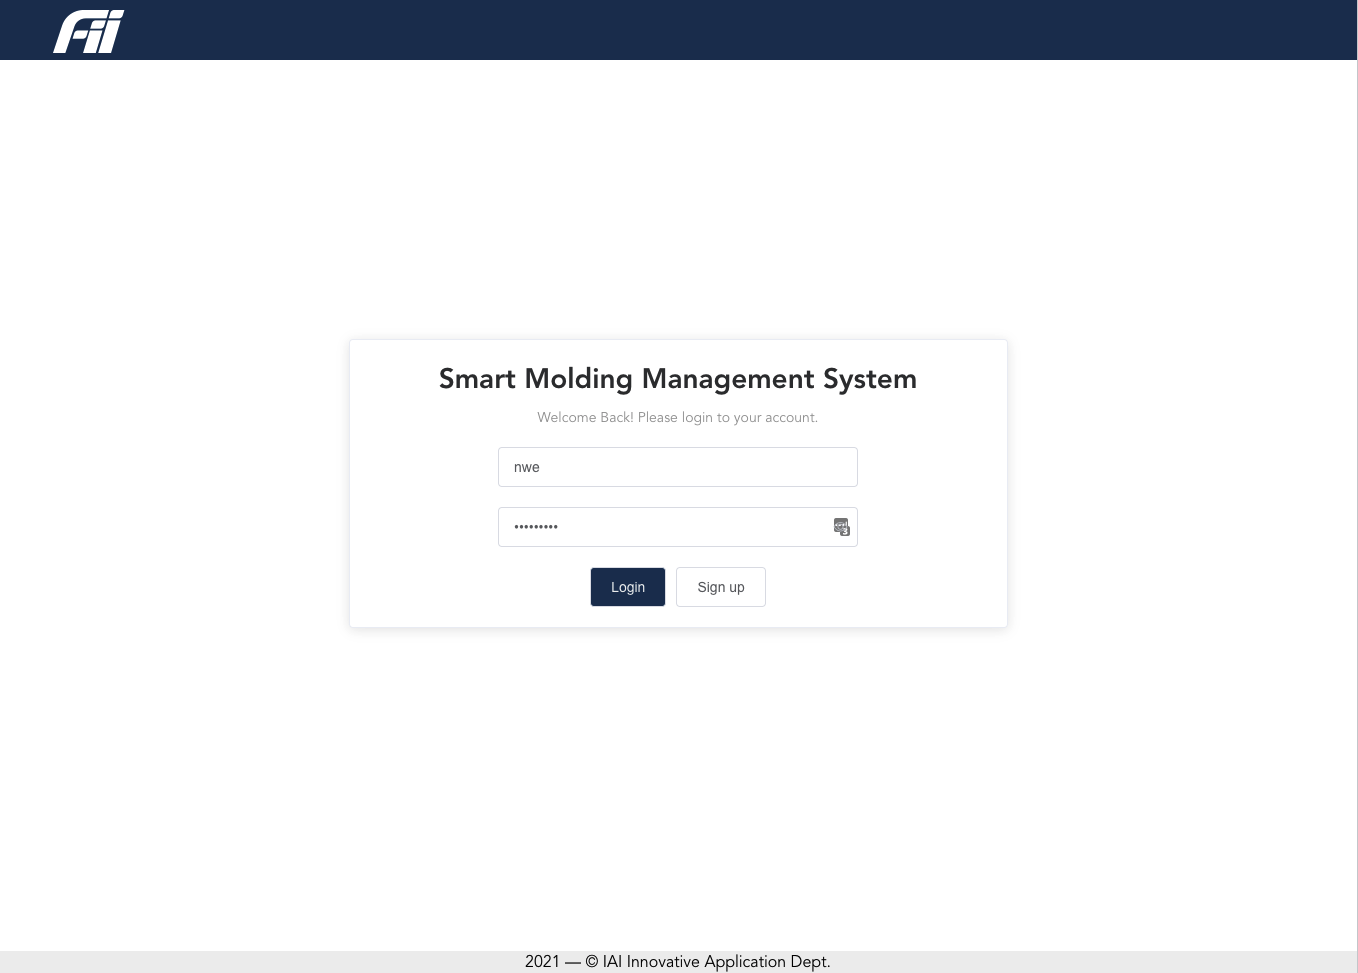 Fii
Smart Molding Management System
Welcome Back! Please login to your account.
nwe
•••••••••
3
Login
Sign up
2021 — © IAI Innovative Application Dept.